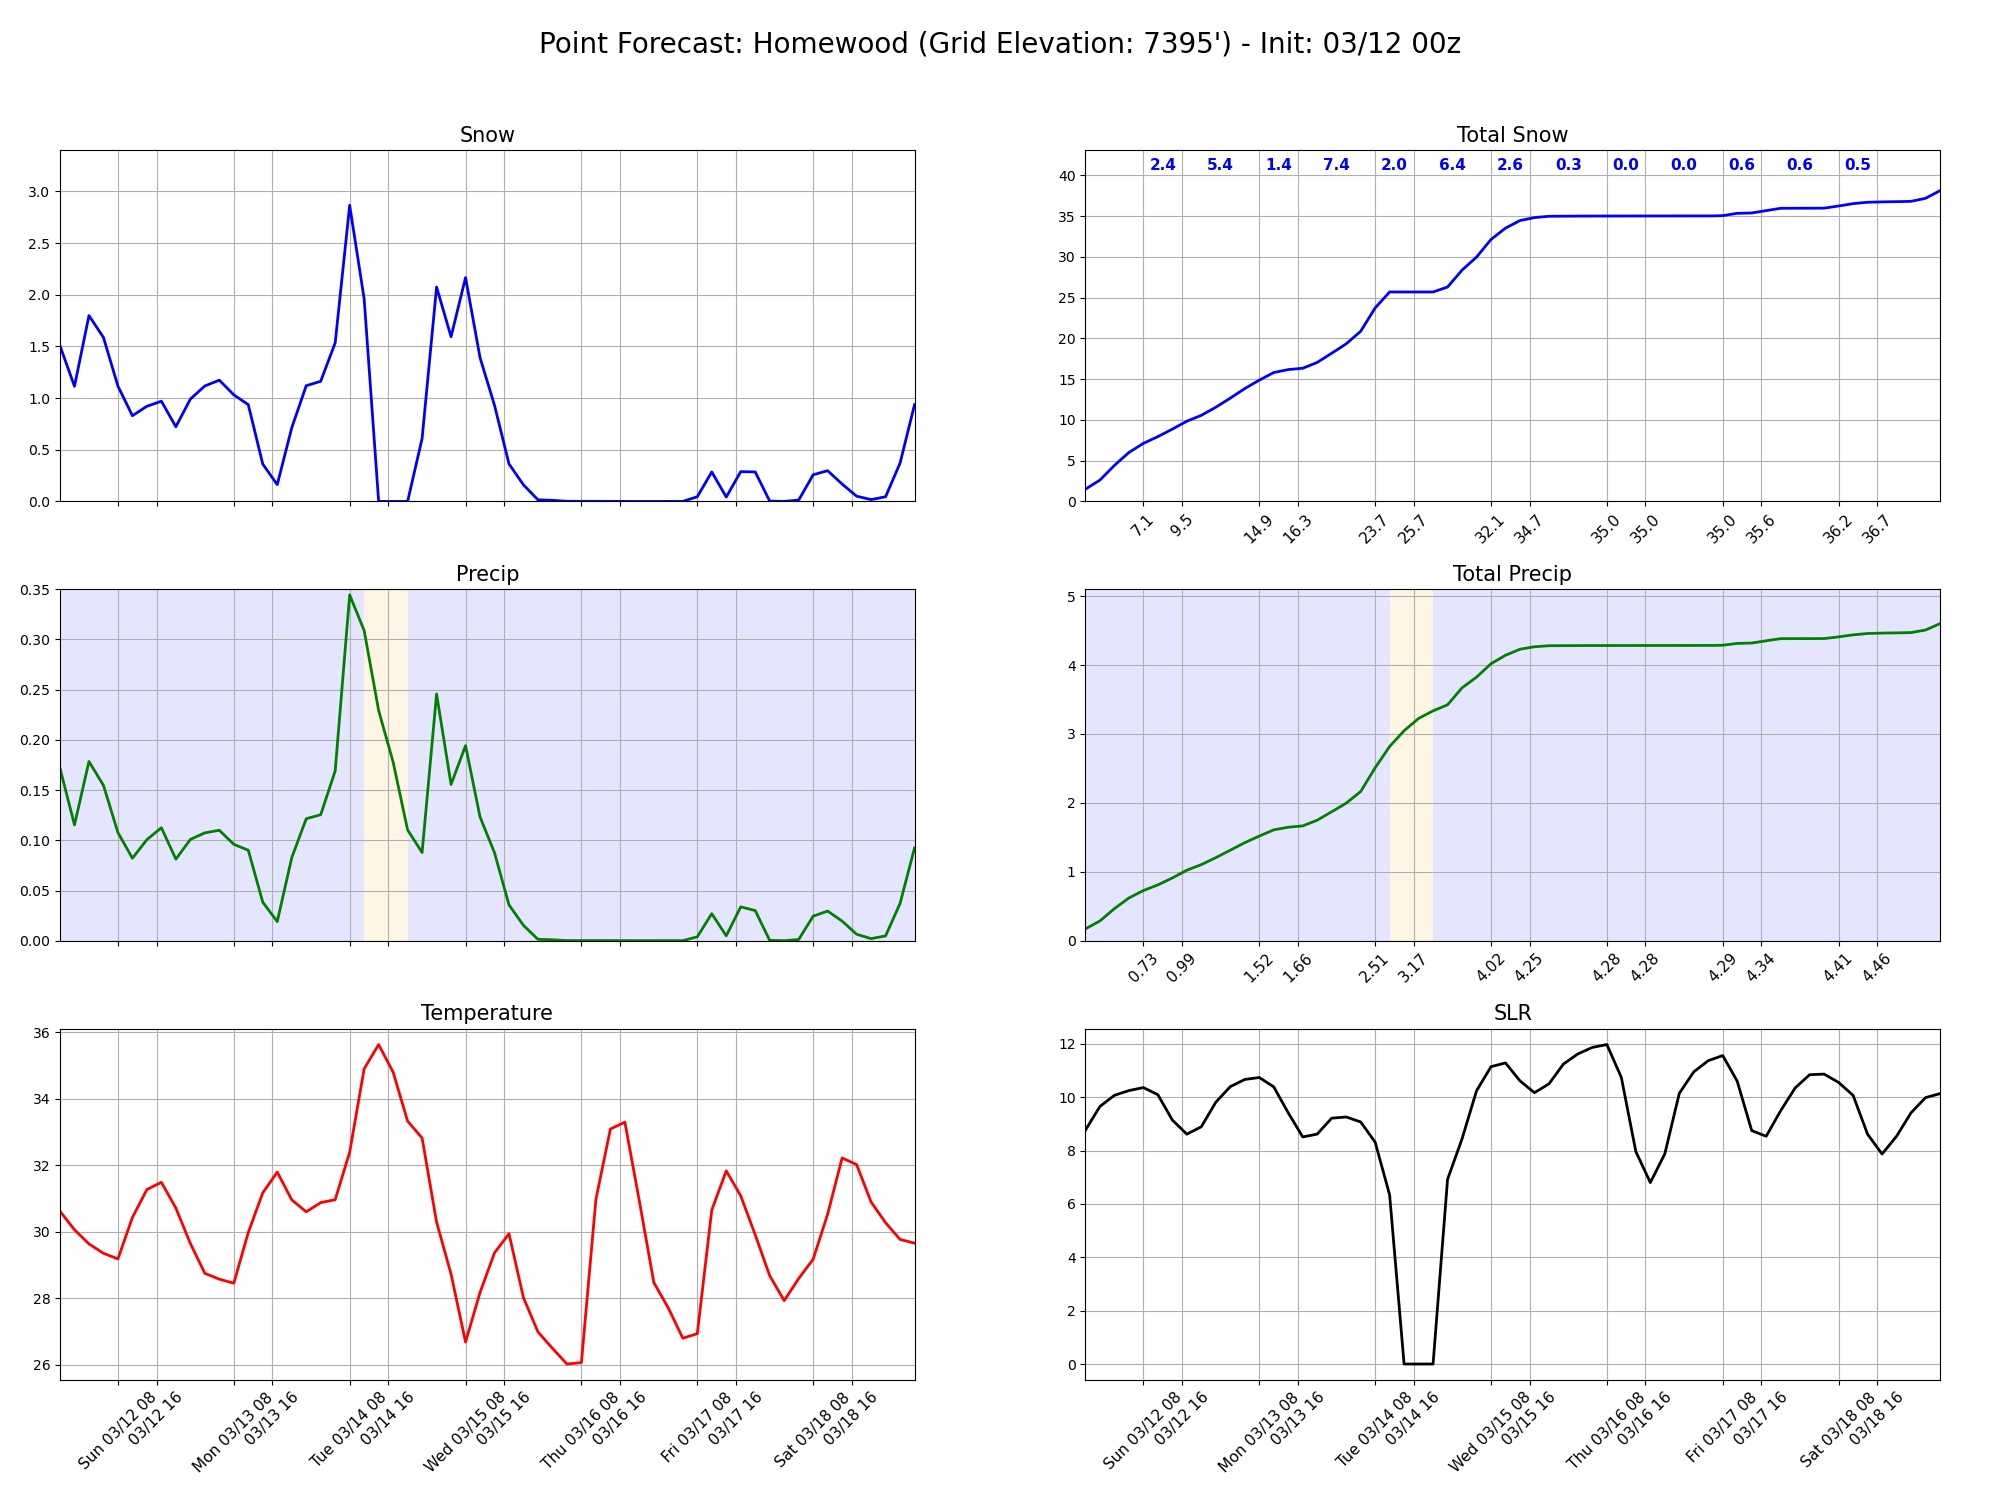 Point Forecast: Homewood (Grid Elevation: 7395') - Init: 03/12 00z
Snow
3.0
2.5
2.0
1.5
1.0
0.5
0.0
Total Snow
2.4 5.4 1.4 7.4 2.0 6.4 2.6 0.3 0.0 0.0 0.6 0.6 0.5
40
35
30
25
20
15
10
5
0
7.1 9.5 14.9 16.3 23.7 25.7 32.1 34.7 35.0 35.0 35.0 35.6 36.2 36.7
Precip
0.35
0.30
0.25
0.20
0.15
0.10
0.05
0.00
Total Precip
5
4
3
2
1
0
0.73 0.99 1.52 1.66 2.51 3.17 4.02 4.25 4.28 4.28 4.29 4.34 4.41 4.46
Temperature
36
34
32
30
28
26
Sun 03/12 08
03/12 16
Mon 03/13 08
03/13 16
Tue 03/14 08
03/14 16
Wed 03/15 08
03/15 16
Thu 03/16 08
03/16 16
Fri 03/17 08
03/17 16
Sat 03/18 08
03/18 16
SLR
12
10
8
6
4
2
0
Sun 03/12 08
03/12 16
Mon 03/13 08
03/13 16
Tue 03/14 08
03/14 16
Wed 03/15 08
03/15 16
Thu 03/16 08
03/16 16
Fri 03/17 08
03/17 16
Sat 03/18 08
03/18 16